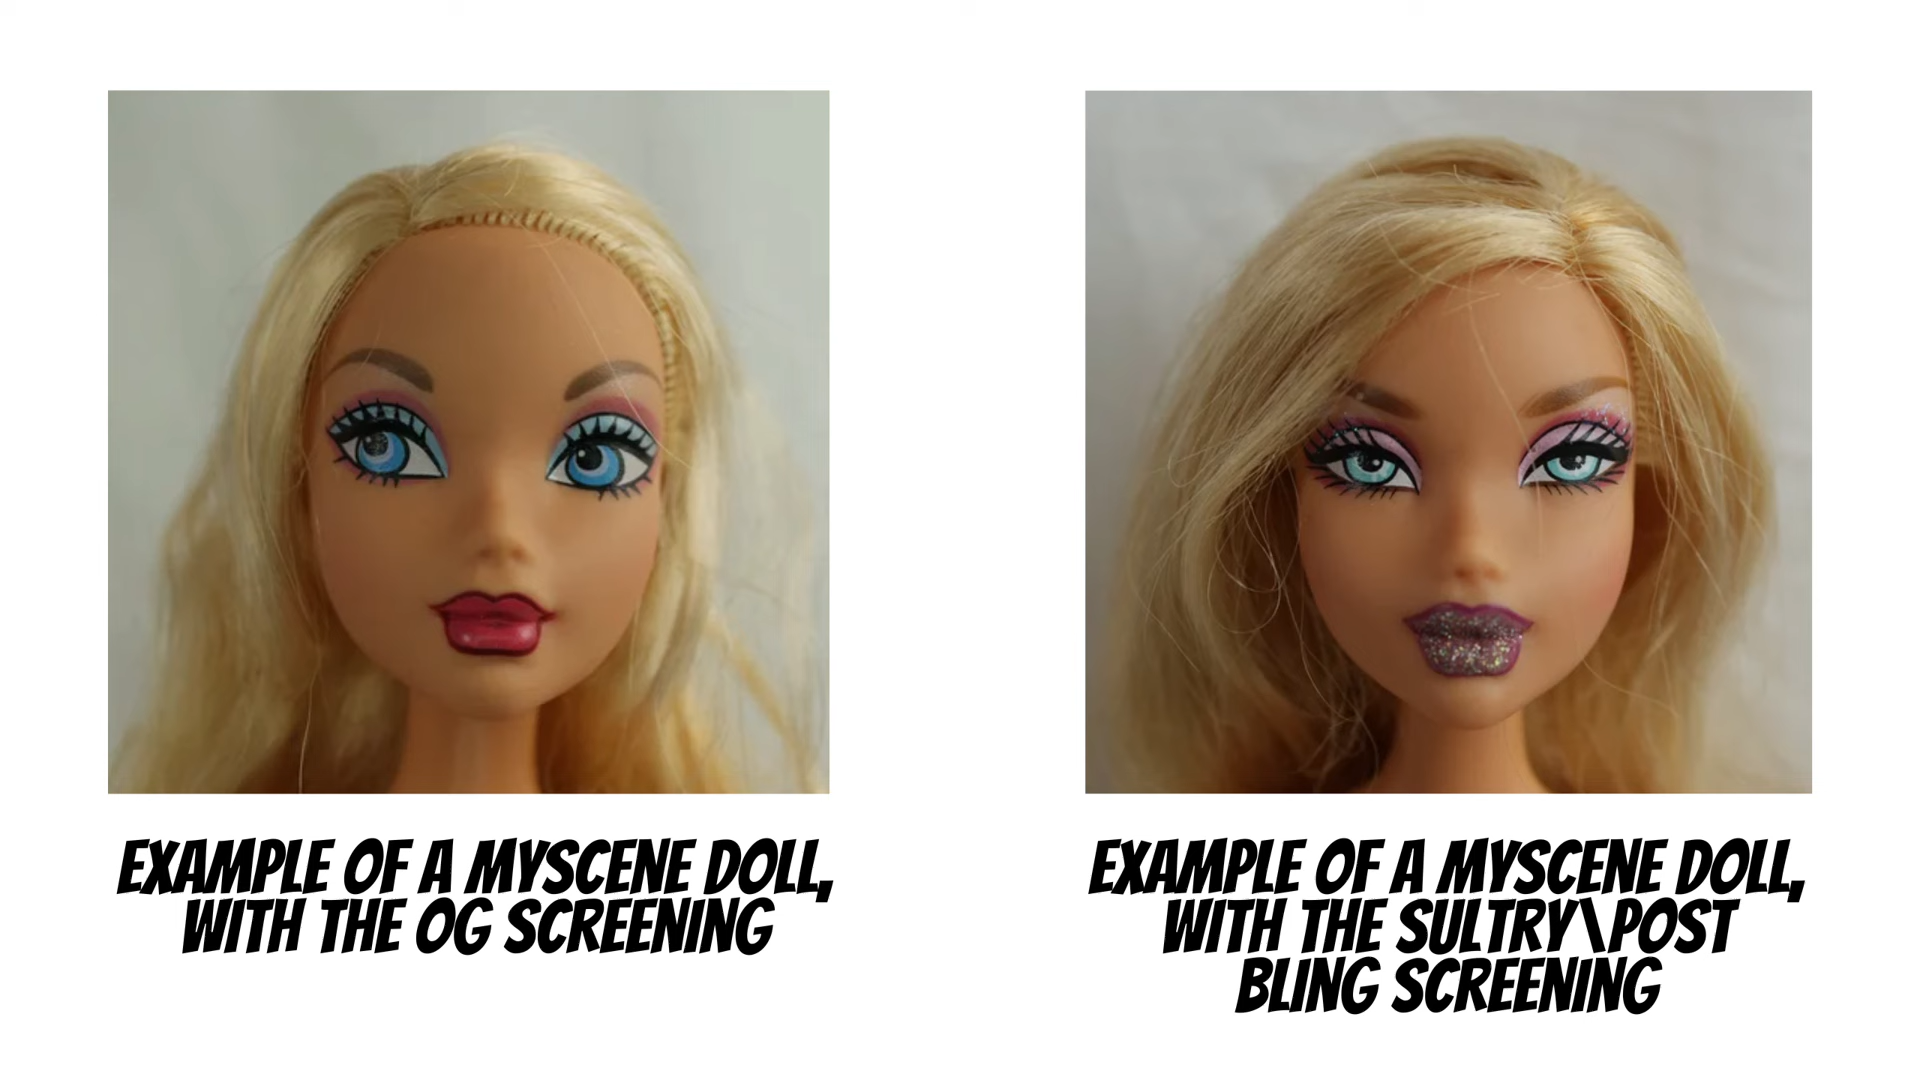 EXAMPLE OF A MYSCENE DOLL,
WITH THE OG SCREENING
EXAMPLE OF A MYSCENE DOLL,
WITH THE SULTRY\POST
BLING SCREENING